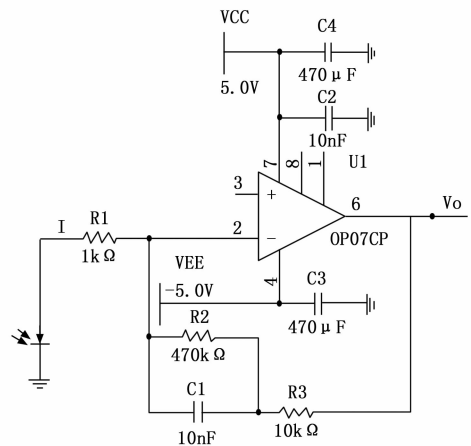 VCC
C4
5.0V
470μF
C2
10nF
7
8
1
U1
3
+
6
Vo
I
R1
2
−
OP07CP
1kΩ
VEE
4
C3
−5.0V
R2
470μF
470kΩ
C1
R3
10nF
10kΩ